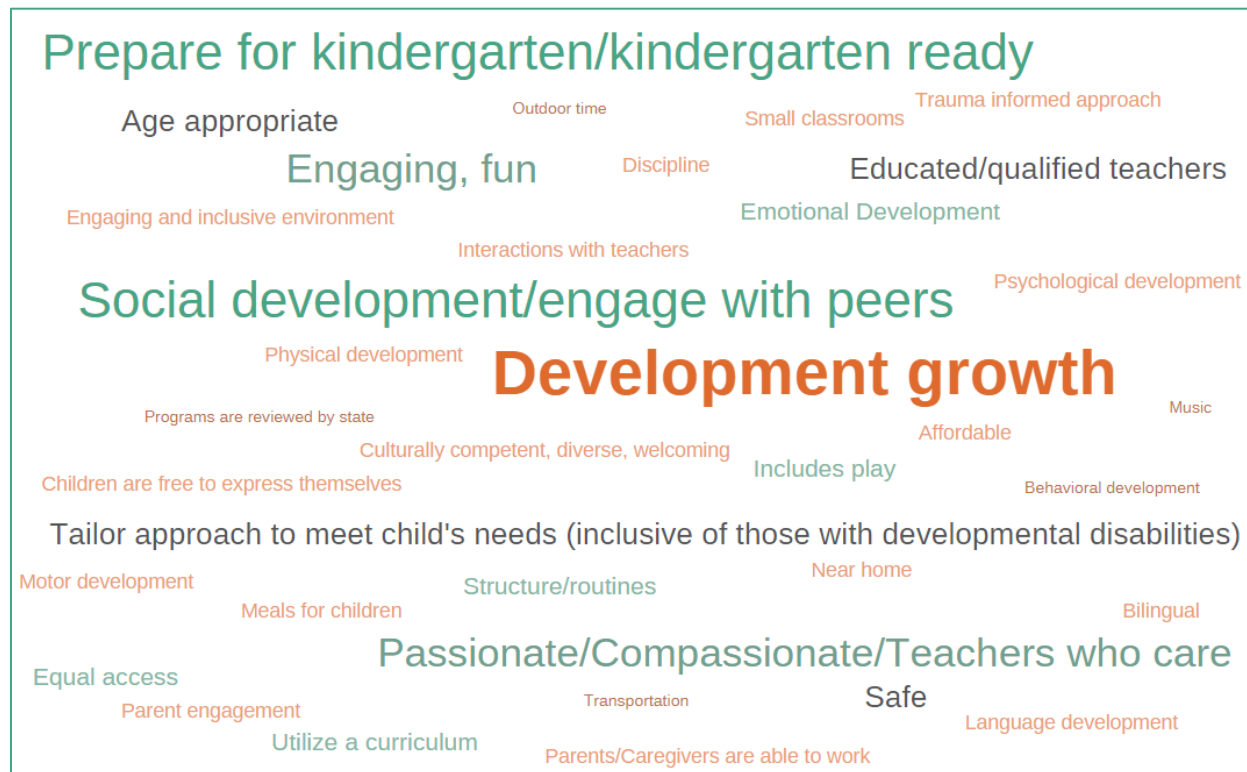 Prepare for kindergarten/kindergarten ready
Trauma informed approach
Outdoor time
Small classrooms
Age appropriate
Engaging, fun
Discipline
Educated/qualified teachers
Engaging and inclusive environment
Emotional Development
Interactions with teachers
Psychological development
Social development/engage with peers
Physical development
Development growth
Music
Programs are reviewed by state
Affordable
Culturally competent, diverse, welcoming
Includes play
Children are free to express themselves
Behavioral development
Tailor approach to meet child's needs (inclusive of those with developmental disabilities)
Near home
Motor development
Structure/routines
Meals for children
Bilingual
Passionate/Compassionate/Teachers who care
Equal access
Transportation
Safe
Parent engagement
Language development
Utilize a curriculum
Parents/Caregivers are able to work